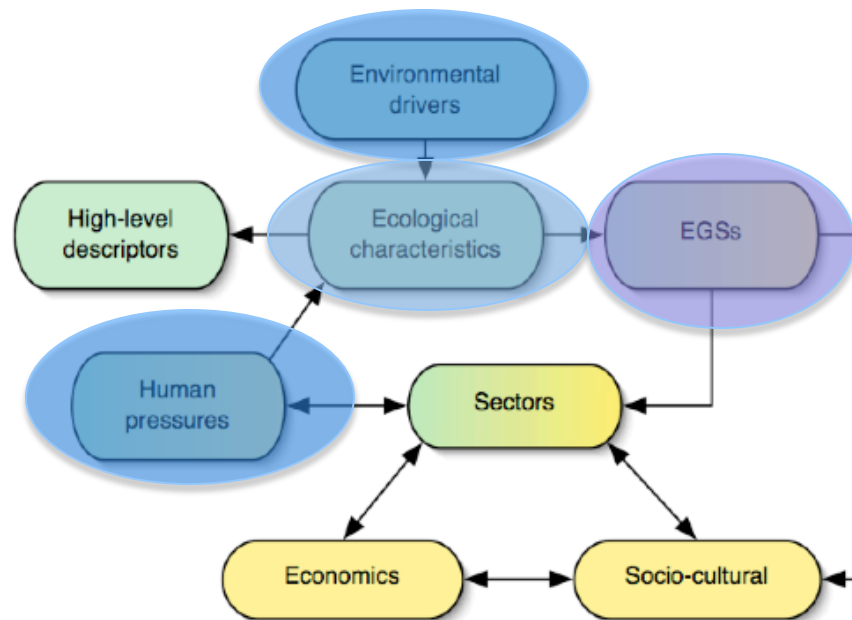 Environmental
drivers
High-level
descriptors
Ecological
characteristics
EGSs
Human
pressures
Sectors
Economics
Socio-cultural